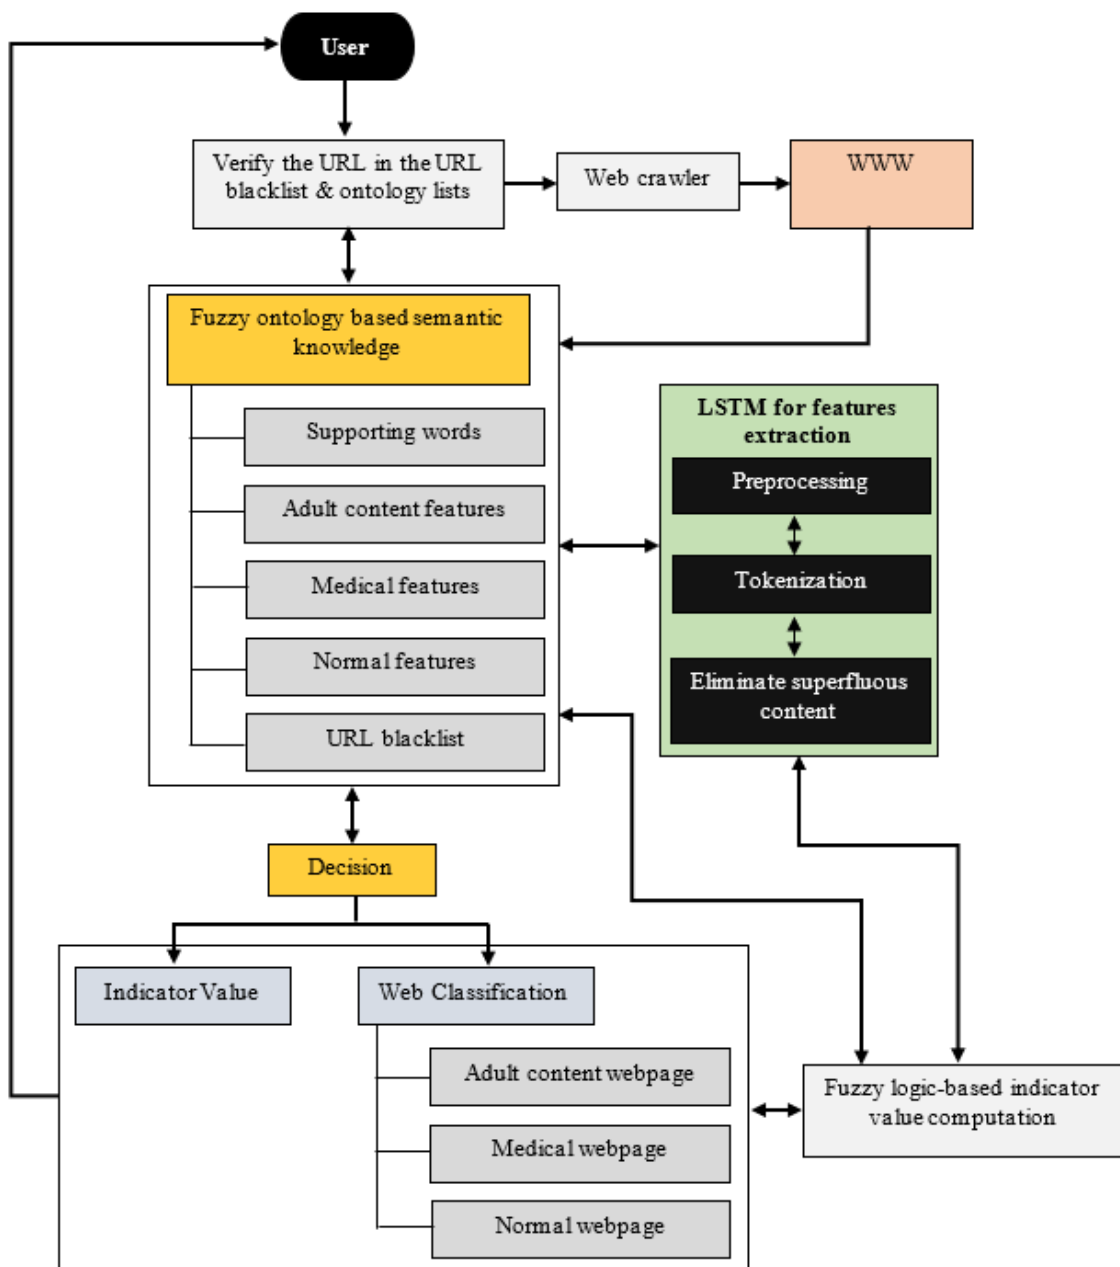 User
Verify the URL in the URL
blacklist & ontology lists
Web crawler
WWW
Fuzzy ontology based semantic
knowledge
Supporting words
Adult content features
Medical features
Normal features
URL blacklist
LSTM for features
extraction
Preprocessing
Tokenization
Eliminate superfluous
content
Decision
Indicator Value
Web Classification
Adult content webpage
Medical webpage
Normal webpage
Fuzzy logic-based indicator
value computation